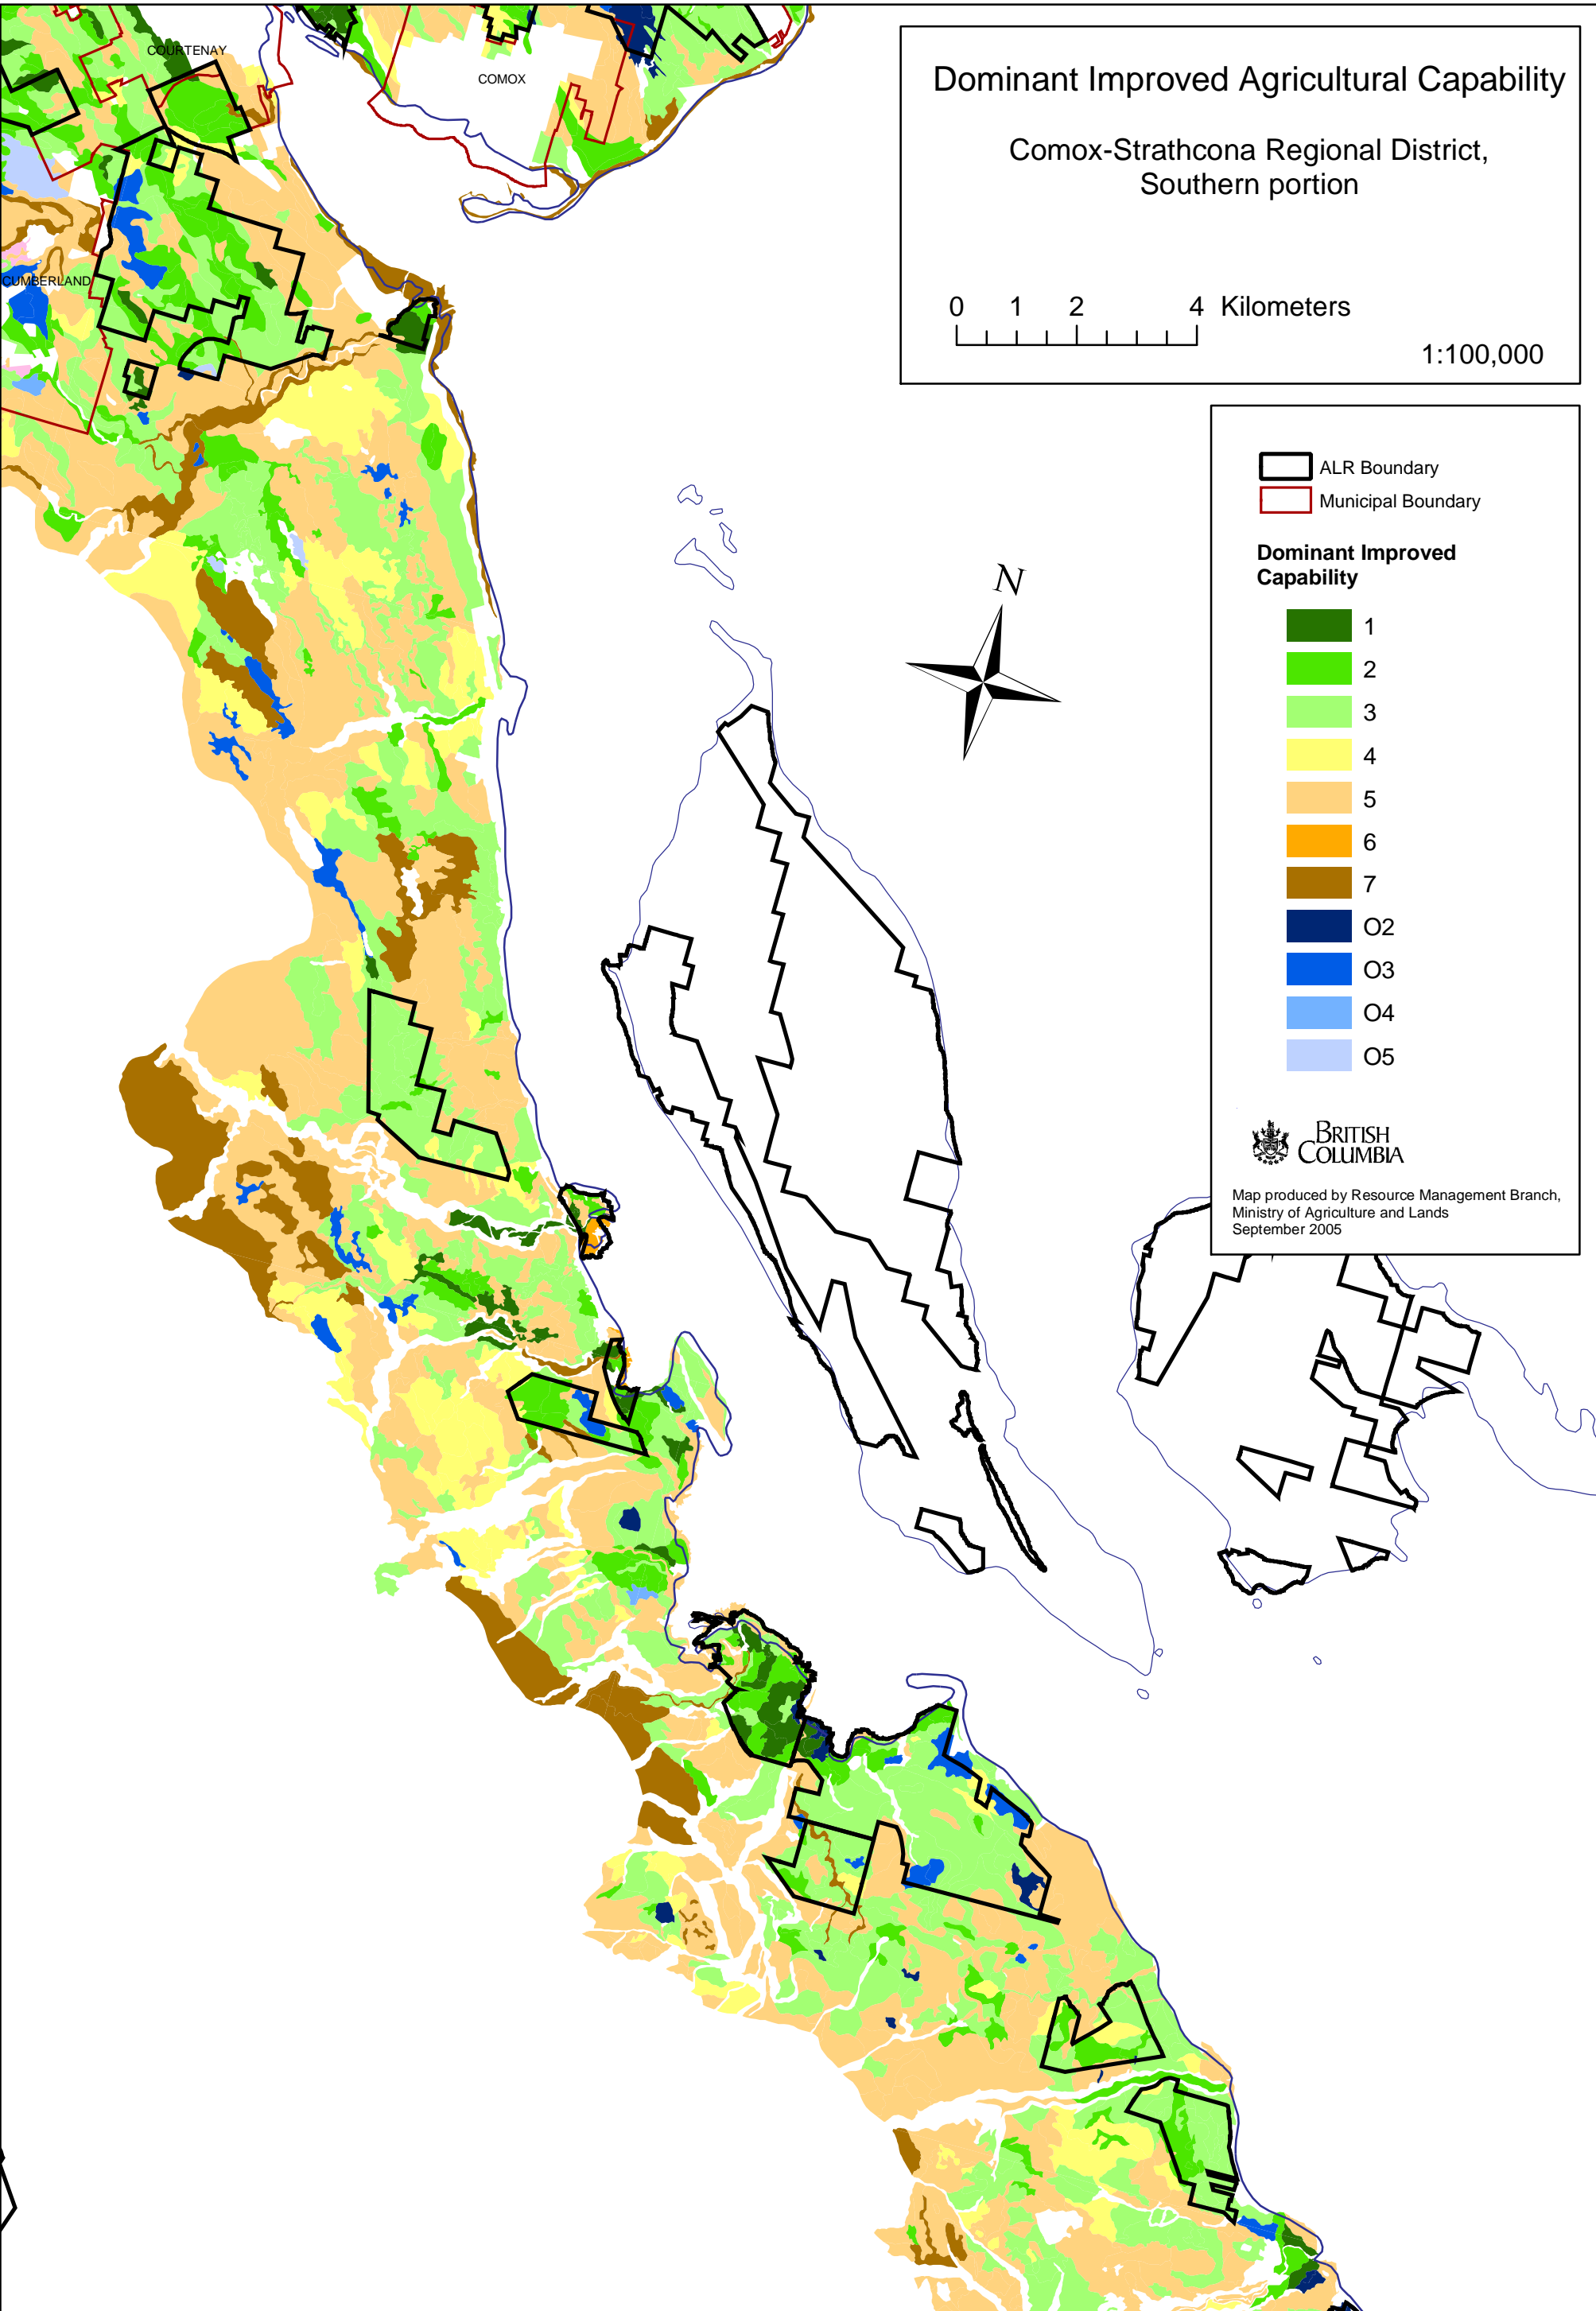 COURTENAY
COMOX
CUMBERLAND
Dominant Improved Agricultural Capability
Comox-Strathcona Regional District,
Southern portion
0 1 2 4 Kilometers
1:100,000
ALR Boundary
Municipal Boundary
Dominant Improved
Capability
1
2
3
4
5
6
7
O2
O3
O4
O5
N
BRITISH
COLUMBIA
Map produced by Resource Management Branch,
Ministry of Agriculture and Lands
September 2005